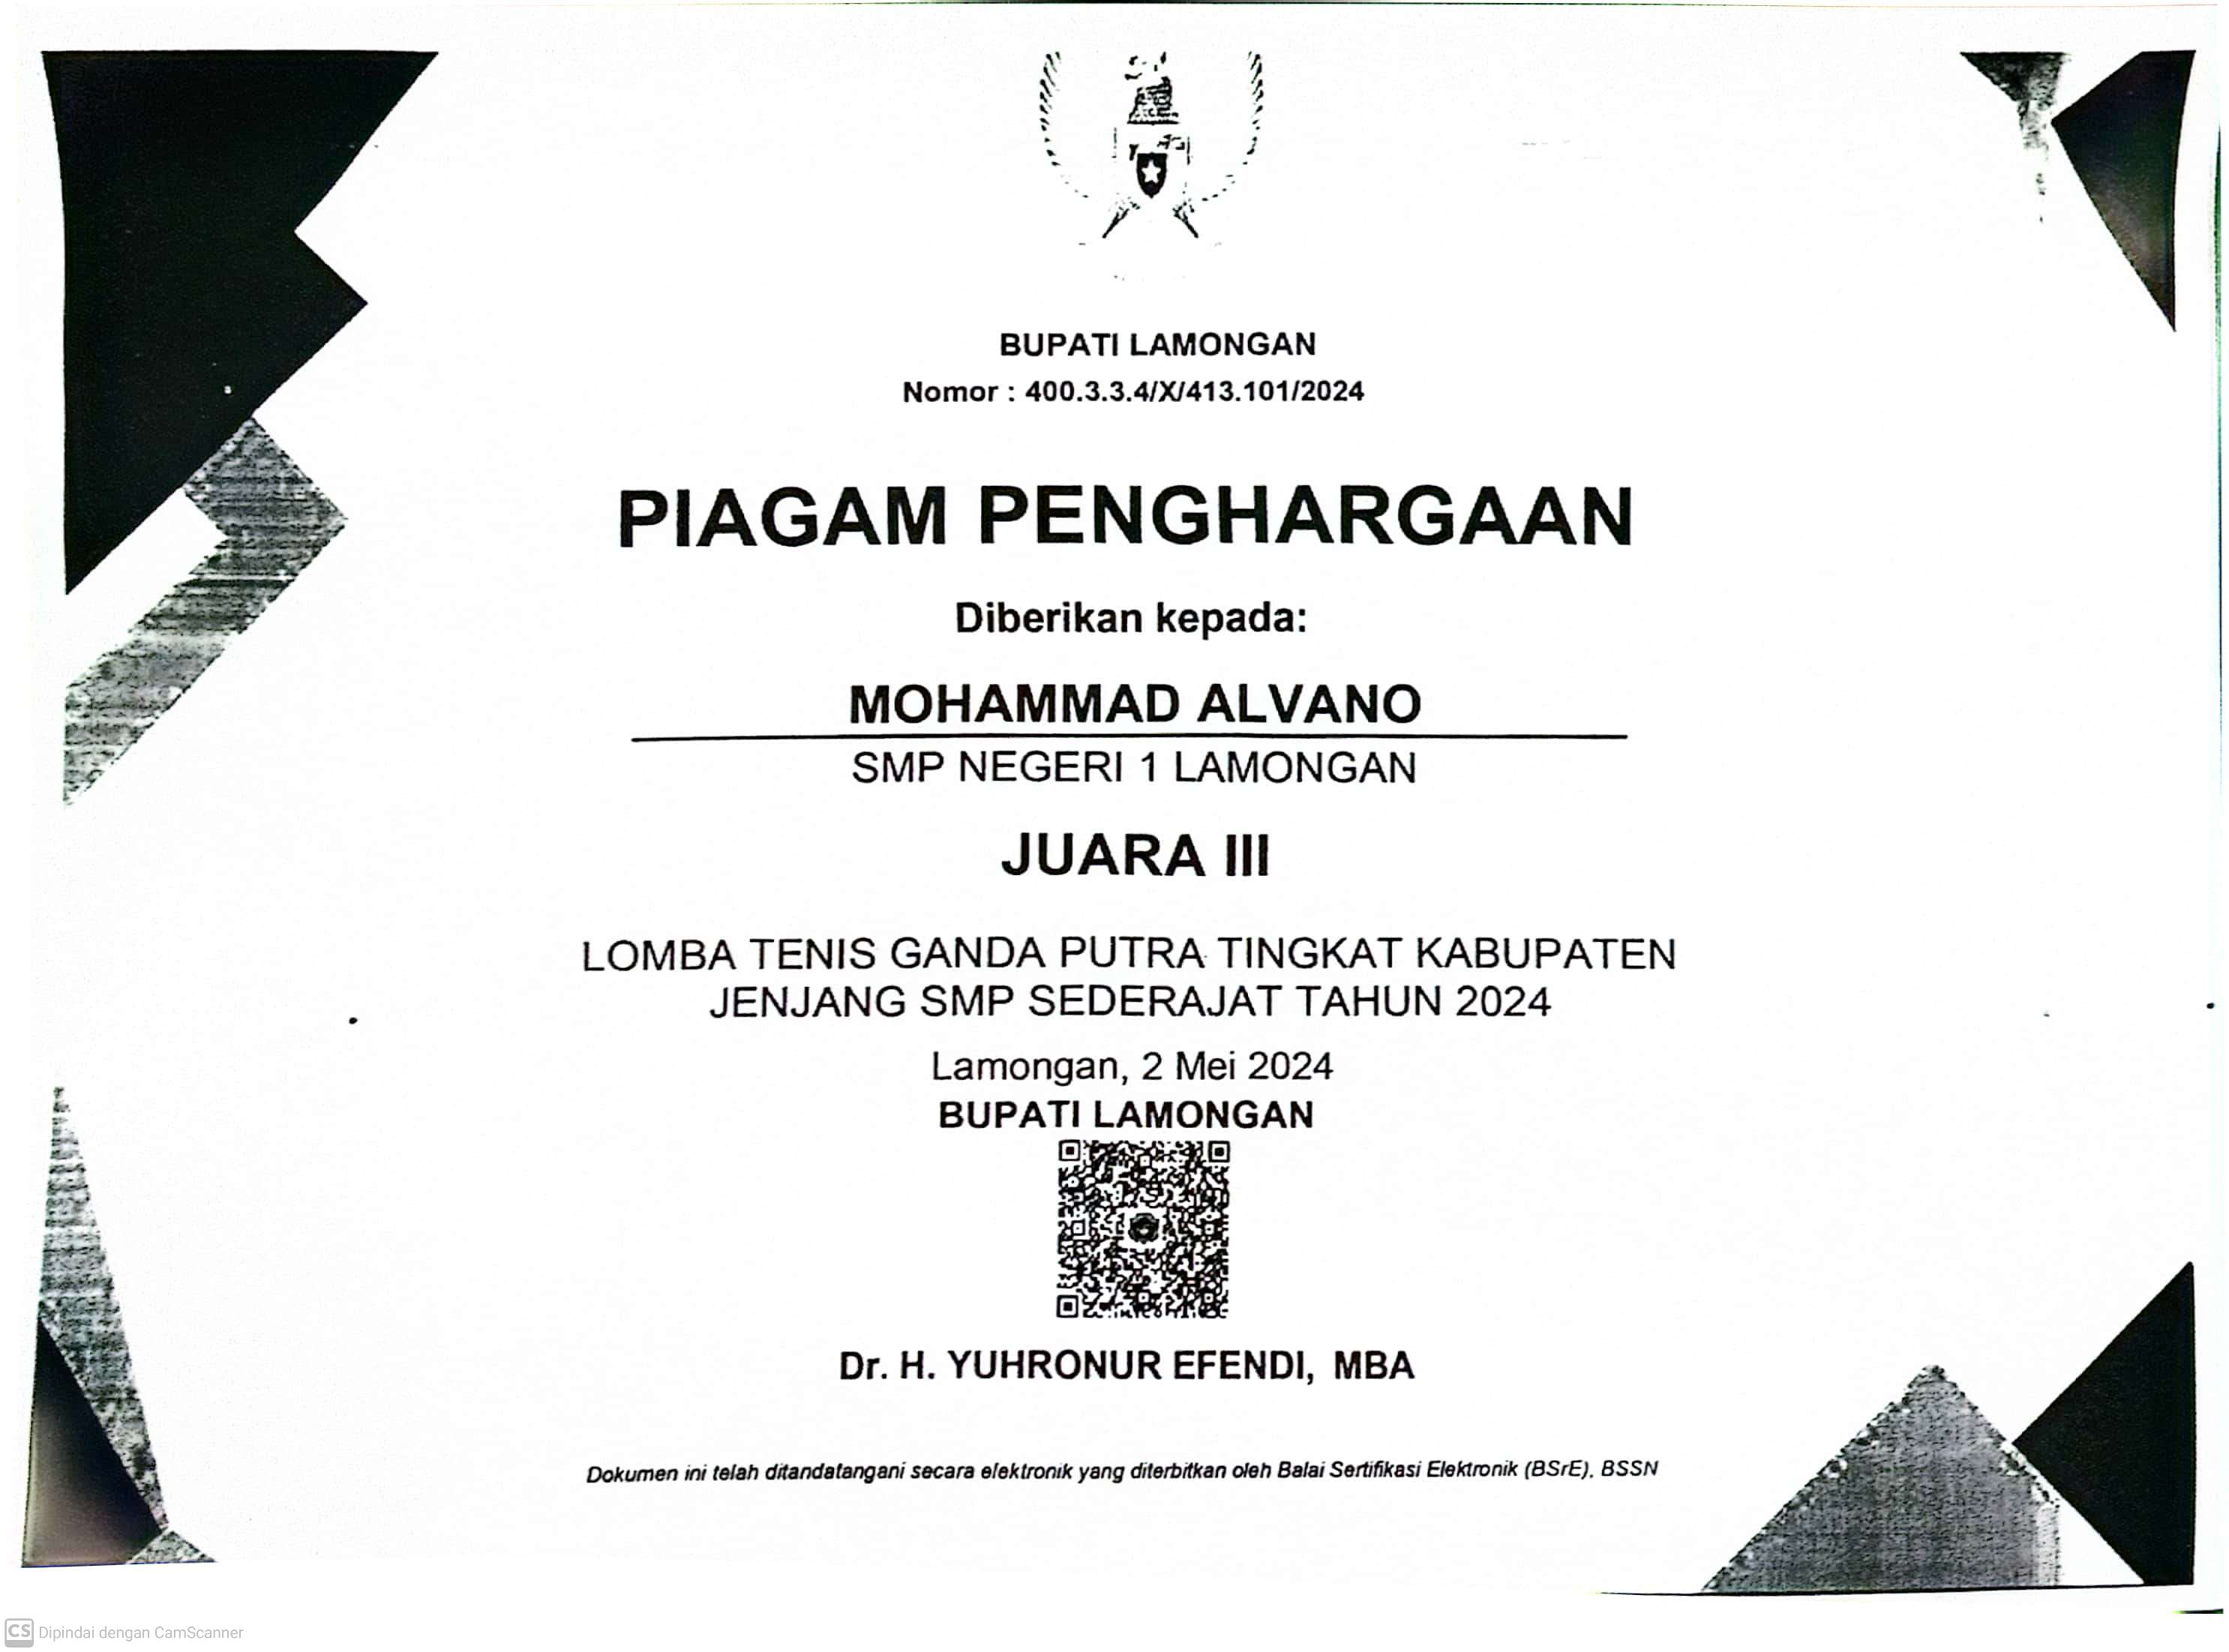 BUPATI LAMONGAN
Nomor : 400.3.3.4/X/413.101/2024
PIAGAM PENGHARGAAN
Diberikan kepada:
MOHAMMAD ALVANO
SMP NEGERI 1 LAMONGAN
JUARA III
LOMBA TENIS GANDA PUTRA TINGKAT KABUPATEN
JENJANG SMP SEDERAJAT TAHUN 2024
Lamongan, 2 Mei 2024
BUPATI LAMONGAN
Dr. H. YUHRONUR EFENDI, MBA
Dokumen ini telah ditandatangani secara elektronik yang diterbitkan oleh Balai Sertifikasi Elektronik (BSrE), BSSN
CS Dipindai dengan CamScanner